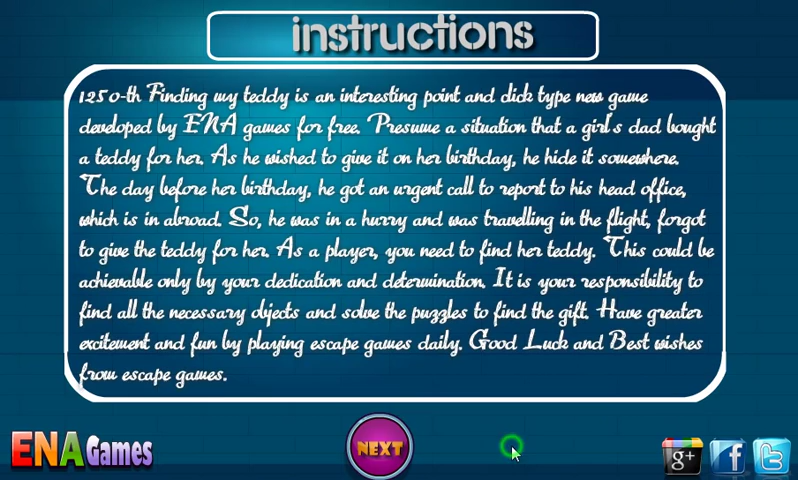 instructions
1250-th Finding my teddy is an interesting point and click type new game
developed by ENA games for free. Presume a situation that a girl's dad bought
a teddy for her. As he wished to give it on her birthday, he hide it somewhere.
The day before her birthday, he got an urgent call to report to his head office,
which is in abroad. So, he was in a hurry and was travelling in the flight, forgot
to give the teddy for her. As a player, you need to find her teddy. This could be
achievable only by your dedication and determination. It is your responsibility to
find all the necessary objects and solve the puzzles to find the gift. Have greater
excitement and fun by playing escape games daily. Good Luck and Best wishes
from escape games.
ENA Games
NEXT
g+
f
t